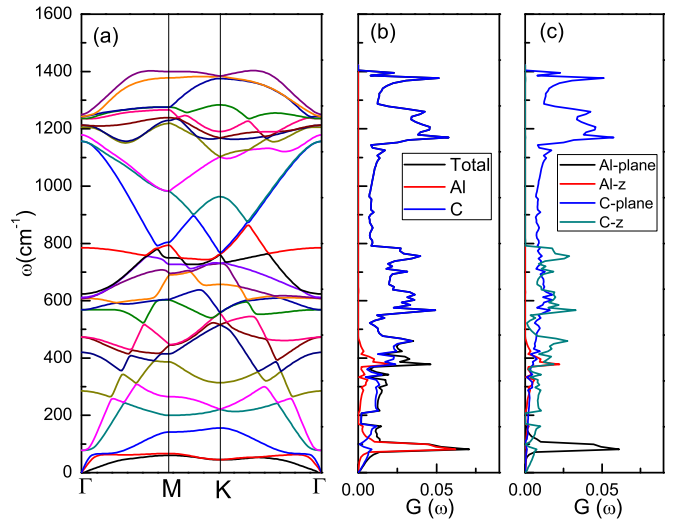 (a)
(b)
(c)
ω(cm⁻¹)
1600
1400
1200
1000
800
600
400
200
0
Γ
M
K
Γ
Total
Al
C
Al-plane
Al-z
C-plane
C-z
0.00
0.05
G (ω)
0.00
0.05
G (ω)